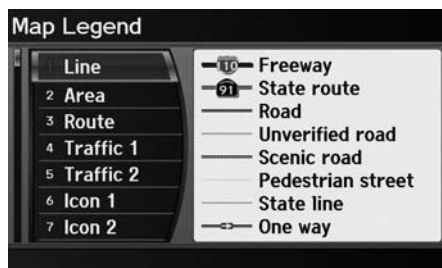 Map Legend
1 Line
2 Area
3 Route
4 Traffic 1
5 Traffic 2
6 Icon 1
7 Icon 2
10 Freeway
91 State route
Road
Unverified road
Scenic road
Pedestrian street
State line
One way